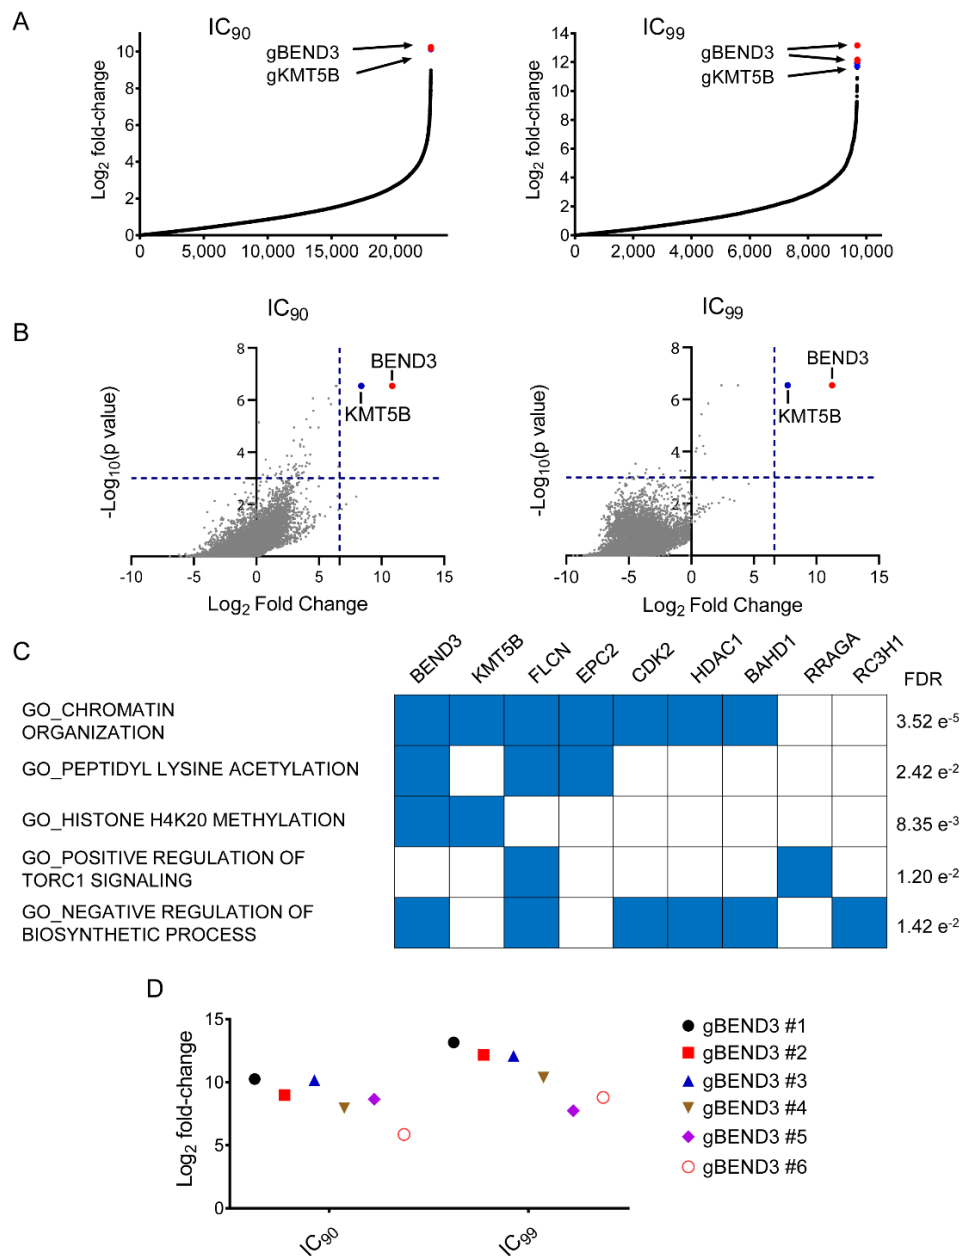 A
IC90
IC99
gBEND3
gKMT5B
gBEND3
gKMT5B
Log2 fold-change
10
8
6
4
2
0
0
5,000
10,000
15,000
20,000
Log2 fold-change
14
12
10
8
6
4
2
0
0
2,000
4,000
6,000
8,000
10,000
B
IC90
IC99
-Log10(p value)
8
6
4
2
BEND3
KMT5B
-10
-5
0
5
10
15
Log2 Fold Change
-Log10(p value)
8
6
4
2
BEND3
KMT5B
-10
-5
0
5
10
15
Log2 Fold Change
C
BEND3
KMT5B
FLCN
EPC2
CDK2
HDAC1
BAHD1
RRAGA
RC3H1
FDR
GO_CHROMATIN
ORGANIZATION
3.52 e-5
GO_PEPTIDYL LYSINE ACETYLATION
2.42 e-2
GO_HISTONE H4K20 METHYLATION
8.35 e-3
GO_POSITIVE REGULATION OF
TORC1 SIGNALING
1.20 e-2
GO_NEGATIVE REGULATION OF
BIOSYNTHETIC PROCESS
1.42 e-2
D
Log2 fold-change
15
10
5
0
IC90
IC99
gBEND3 #1
gBEND3 #2
gBEND3 #3
gBEND3 #4
gBEND3 #5
gBEND3 #6